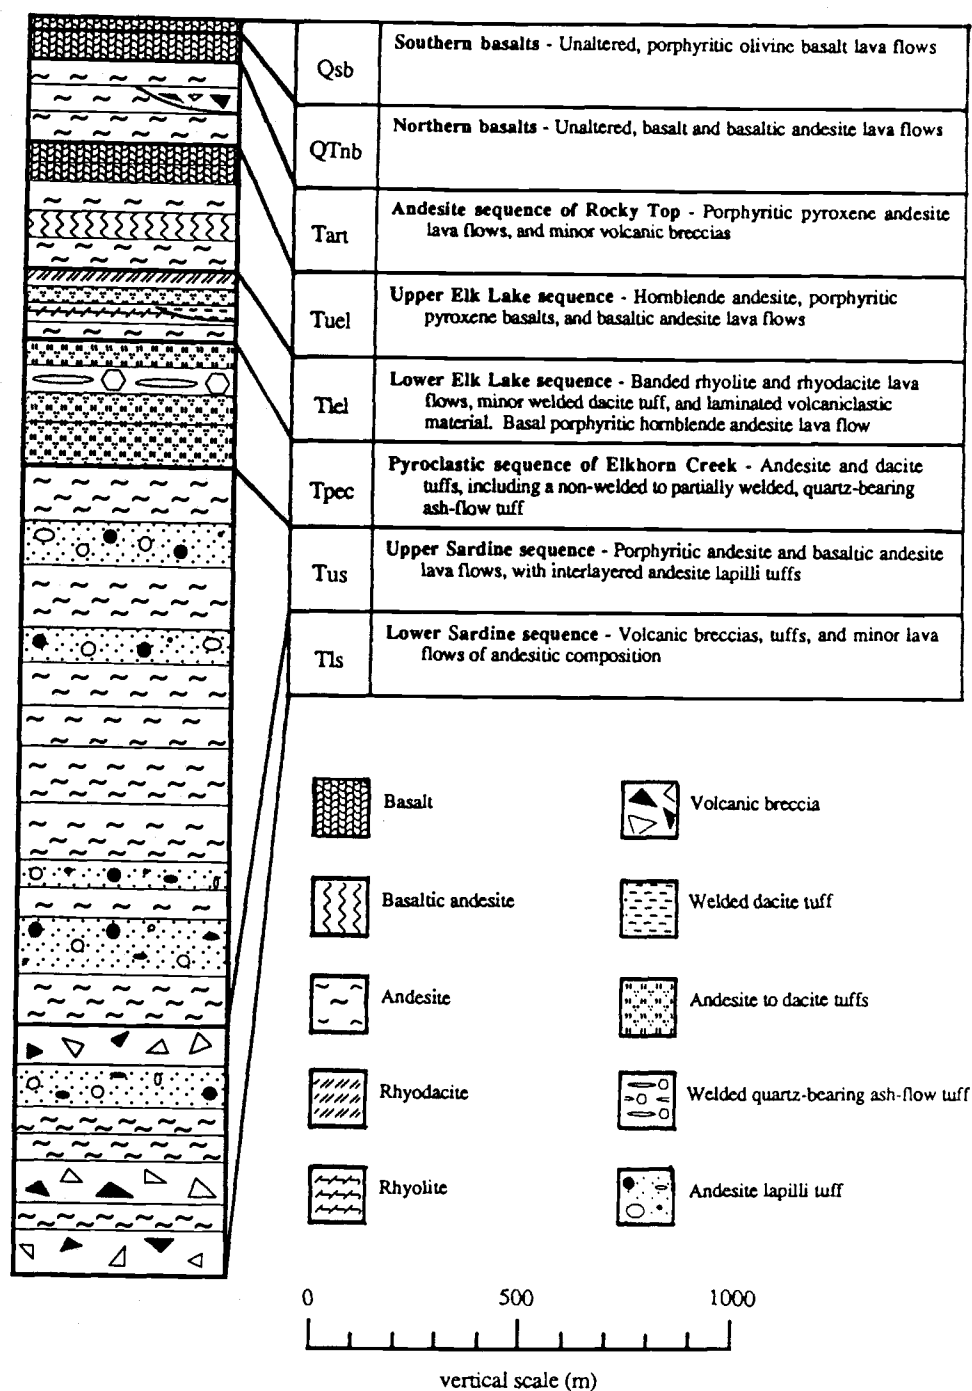 Qsb
Southern basalts - Unaltered, porphyritic olivine basalt lava flows
QTnb
Northern basalts - Unaltered, basalt and basaltic andesite lava flows
Tart
Andesite sequence of Rocky Top - Porphyritic pyroxene andesite
lava flows, and minor volcanic breccias
Tuel
Upper Elk Lake sequence - Hornblende andesite, porphyritic
pyroxene basalts, and basaltic andesite lava flows
Tlel
Lower Elk Lake sequence - Banded rhyolite and rhyodacite lava
flows, minor welded dacite tuff, and laminated volcaniclastic
material. Basal porphyritic hornblende andesite lava flow
Tpec
Pyroclastic sequence of Elkhorn Creek - Andesite and dacite
tuffs, including a non-welded to partially welded, quartz-bearing
ash-flow tuff
Tus
Upper Sardine sequence - Porphyritic andesite and basaltic andesite
lava flows, with interlayered andesite lapilli tuffs
Tls
Lower Sardine sequence - Volcanic breccias, tuffs, and minor lava
flows of andesitic composition
Basalt
Volcanic breccia
Basaltic andesite
Welded dacite tuff
Andesite
Andesite to dacite tuffs
Rhyodacite
Welded quartz-bearing ash-flow tuff
Rhyolite
Andesite lapilli tuff
0 500 1000
vertical scale (m)